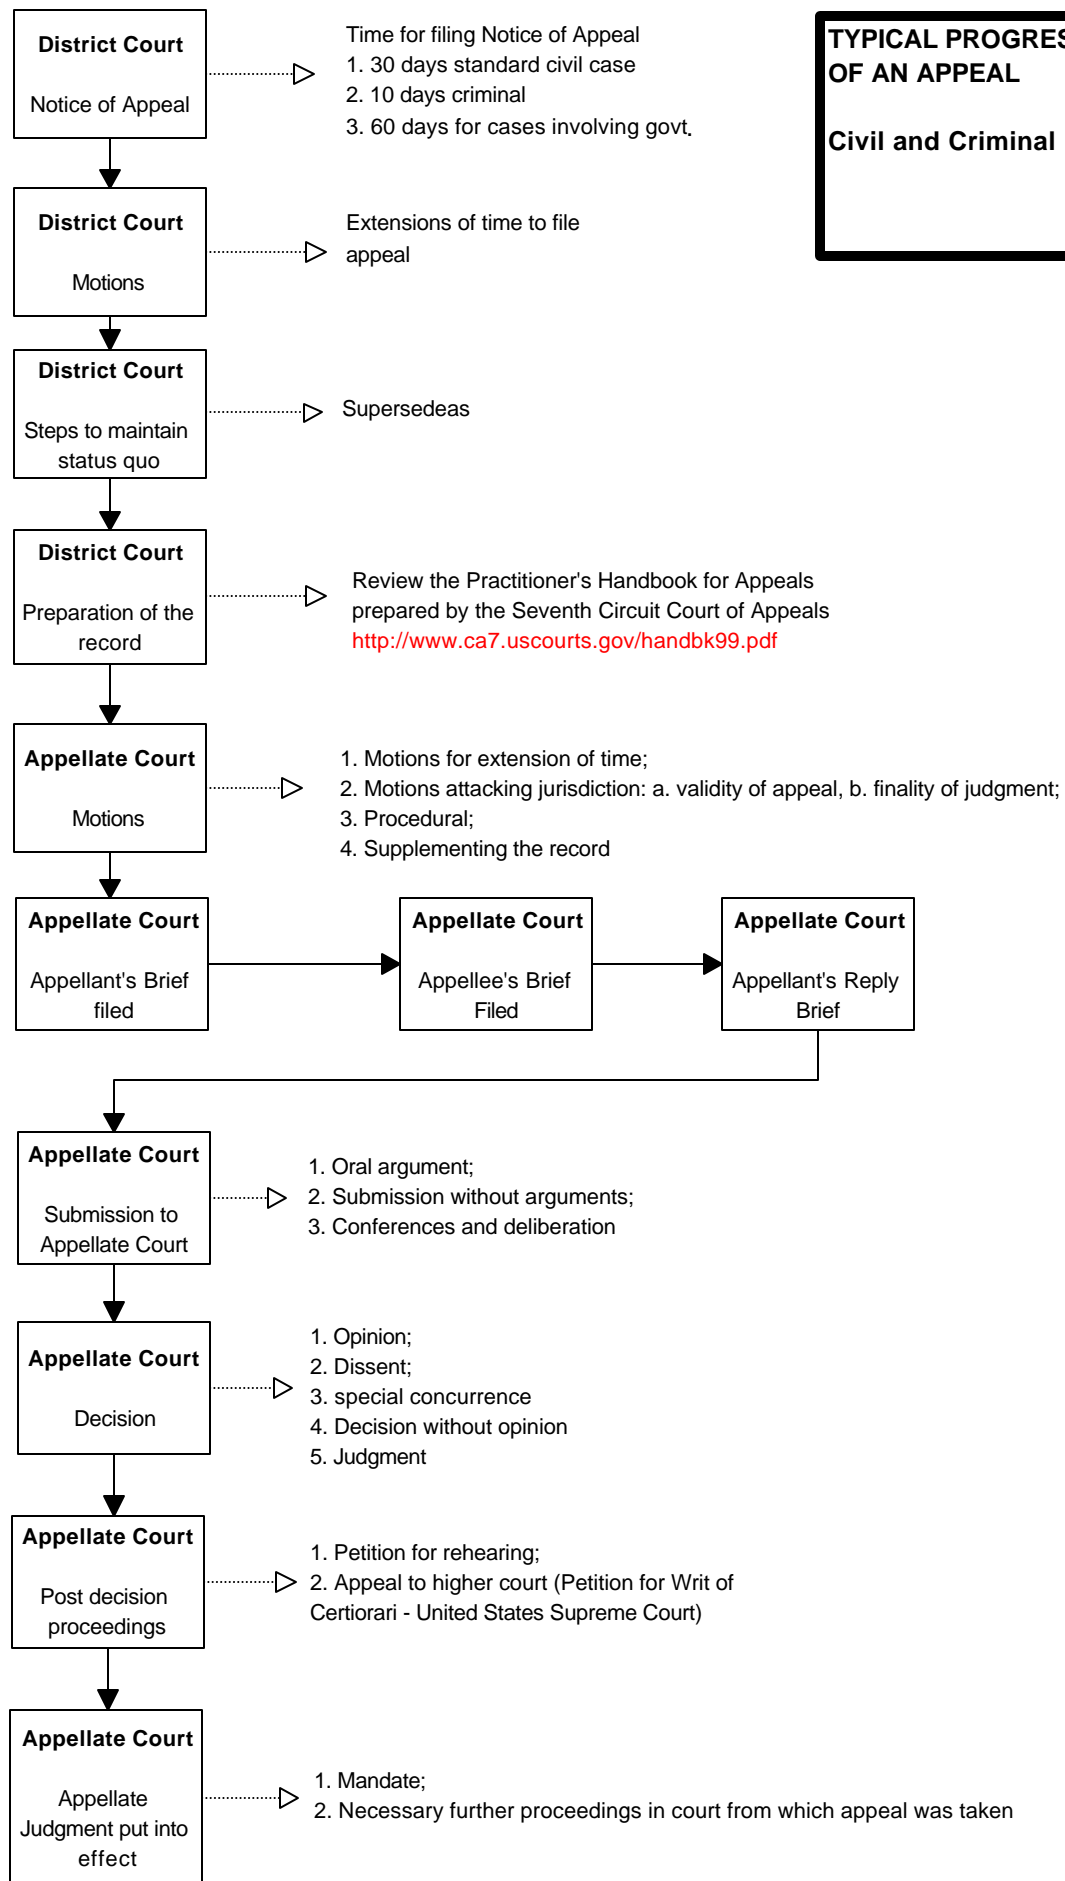 District Court
Notice of Appeal
Time for filing Notice of Appeal
1. 30 days standard civil case
2. 10 days criminal
3. 60 days for cases involving govt.
TYPICAL PROGRES
OF AN APPEAL
Civil and Criminal
District Court
Motions
Extensions of time to file
appeal
District Court
Steps to maintain
status quo
Supersedeas
District Court
Preparation of the
record
Review the Practitioner's Handbook for Appeals
prepared by the Seventh Circuit Court of Appeals
http://www.ca7.uscourts.gov/handbk99.pdf
Appellate Court
Motions
1. Motions for extension of time;
2. Motions attacking jurisdiction: a. validity of appeal, b. finality of judgment;
3. Procedural;
4. Supplementing the record
Appellate Court
Appellant's Brief
filed
Appellate Court
Appellee's Brief
Filed
Appellate Court
Appellant's Reply
Brief
Appellate Court
Submission to
Appellate Court
1. Oral argument;
2. Submission without arguments;
3. Conferences and deliberation
Appellate Court
Decision
1. Opinion;
2. Dissent;
3. special concurrence
4. Decision without opinion
5. Judgment
Appellate Court
Post decision
proceedings
1. Petition for rehearing;
2. Appeal to higher court (Petition for Writ of
Certiorari - United States Supreme Court)
Appellate Court
Appellate
Judgment put into
effect
1. Mandate;
2. Necessary further proceedings in court from which appeal was taken